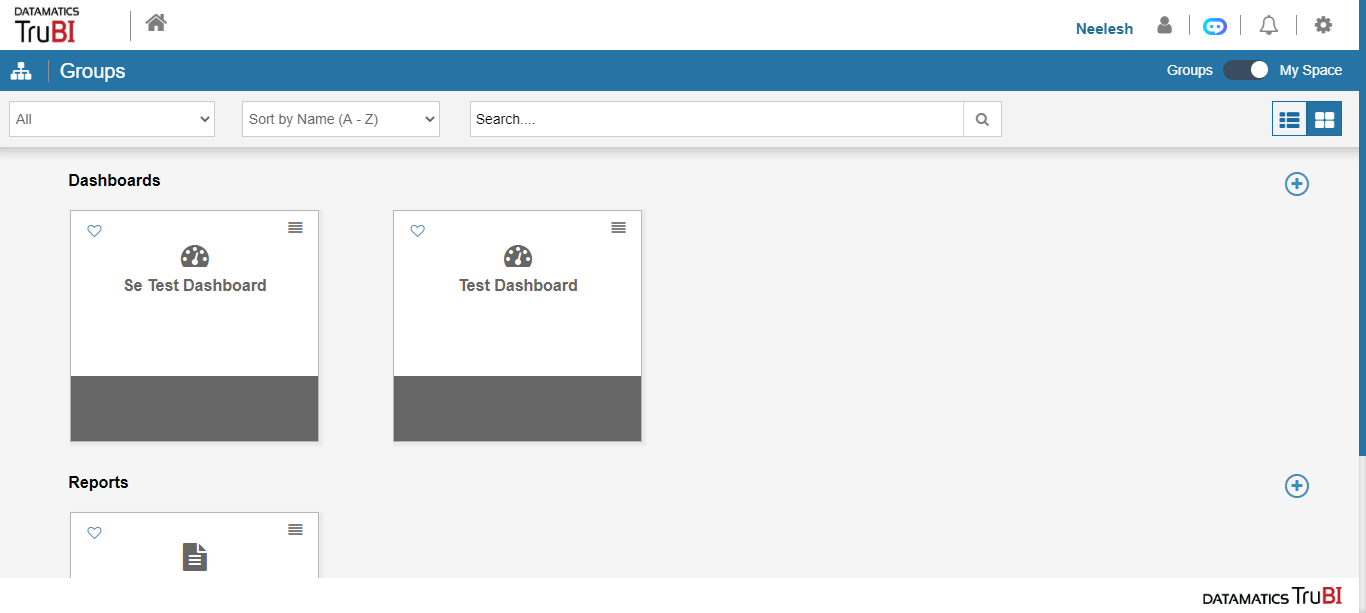 DATAMATICS
TruBI
Neelesh
Groups
Groups
My Space
All
Sort by Name (A - Z)
Search....
Dashboards
Se Test Dashboard
Test Dashboard
Reports
DATAMATICS TruBI